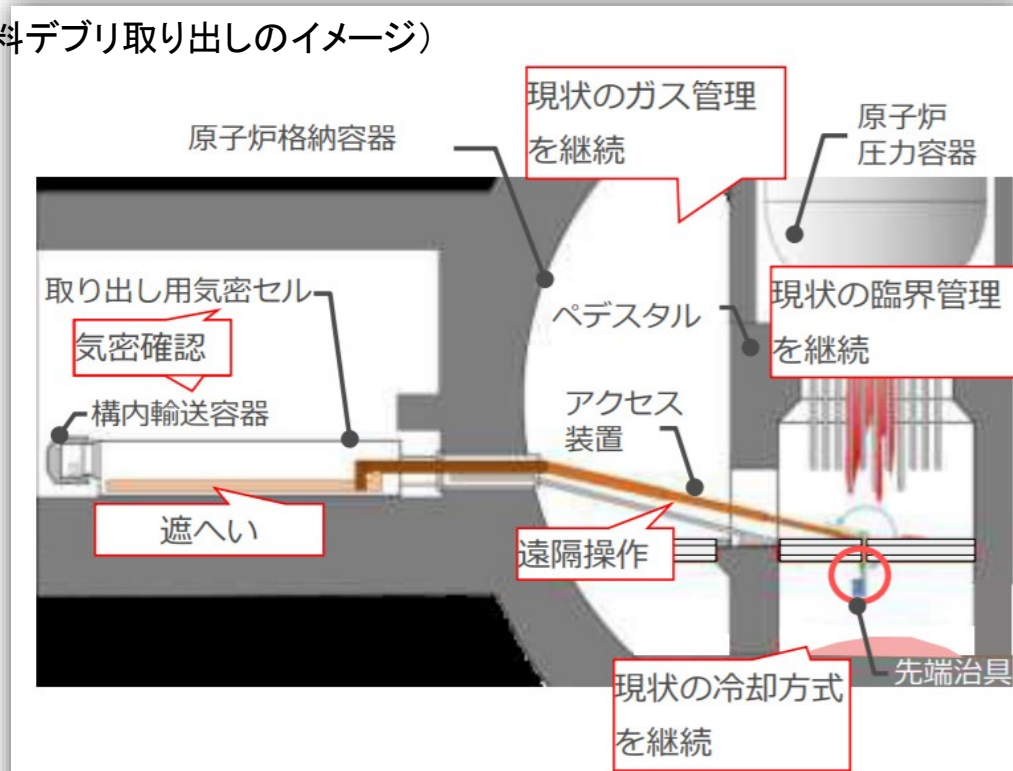 料デブリ取り出しのイメージ）
現状のガス管理
を継続
原子炉格納容器
原子炉
圧力容器
取り出し用気密セル
気密確認
ペデスタル
現状の臨界管理
を継続
構内輸送容器
アクセス
装置
遮へい
遠隔操作
先端治具
現状の冷却方式
を継続